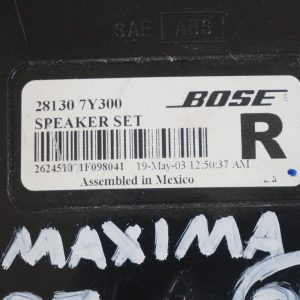 SAE ABS
28130 7Y300 BOSE
SPEAKER SET R
2624510 1F098041 19-May-03 12:50:37 AM
Assembled in Mexico
MAXIMA